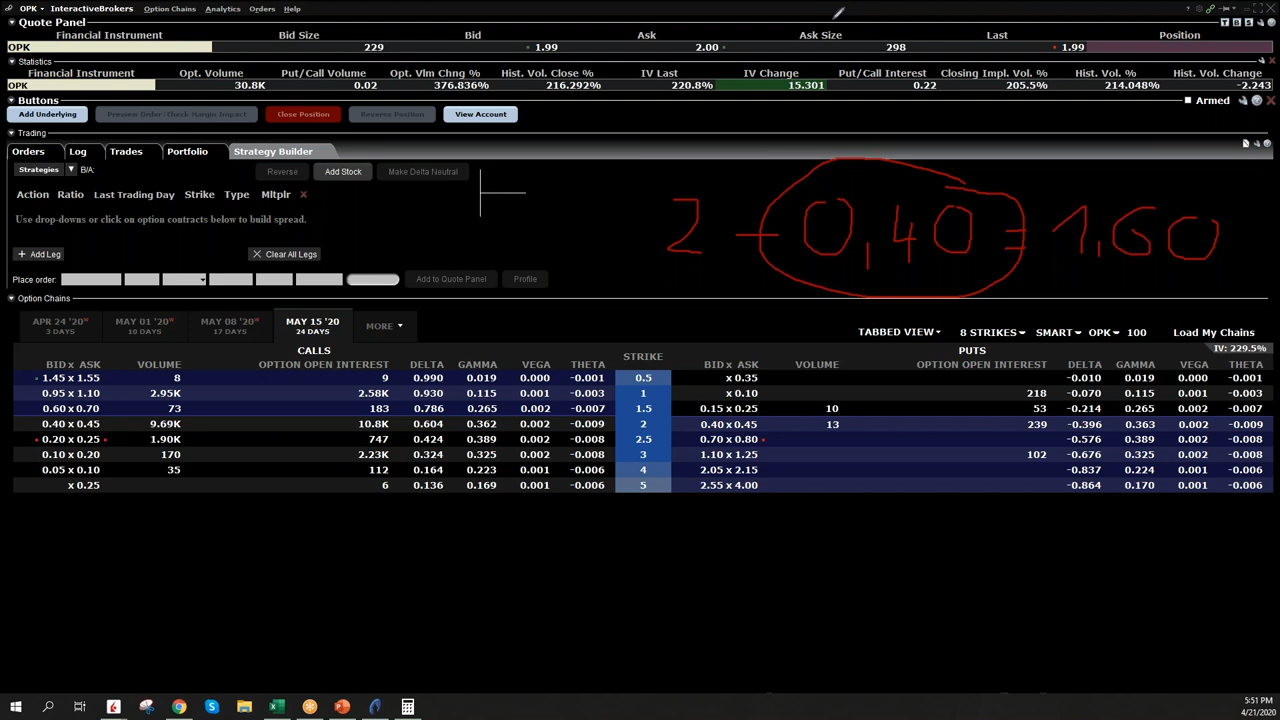 OPK InteractiveBrokers Option Chains Analytics Orders Help
Quote Panel T B S
Financial Instrument Bid Size Bid Ask Ask Size Last Position
OPK 229 1.99 2.00 298 1.99
Statistics
Financial Instrument Opt. Volume Put/Call Volume Opt. Vlm Chng % Hist. Vol. Close % IV Last IV Change Put/Call Interest Closing Impl. Vol. % Hist. Vol. % Hist. Vol. Change
OPK 30.8K 0.02 376.836% 216.292% 220.8% 15.301 0.22 205.5% 214.048% -2.243
Buttons Armed
Add Underlying Preview Order/Check Margin Impact Close Position Reverse Position View Account
Trading
Orders Log Trades Portfolio Strategy Builder
Strategies B/A: Reverse Add Stock Make Delta Neutral
Action Ratio Last Trading Day Strike Type Mltplr
Use drop-downs or click on option contracts below to build spread.
2 - 0,40 = 1,60
+ Add Leg X Clear All Legs
Place order: Add to Quote Panel Profile
Option Chains
APR 24 '20 MAY 01 '20 MAY 08 '20 MAY 15 '20 MORE
3 DAYS 10 DAYS 17 DAYS 24 DAYS
TABBED VIEW 8 STRIKES SMART OPK 100 Load My Chains
CALLS STRIKE PUTS IV: 229.5%
BID x ASK VOLUME OPTION OPEN INTEREST DELTA GAMMA VEGA THETA BID x ASK VOLUME OPTION OPEN INTEREST DELTA GAMMA VEGA THETA
1.45 x 1.55 8 9 0.990 0.019 0.000 -0.001 0.5 x 0.35 -0.010 0.019 0.000 -0.001
0.95 x 1.10 2.95K 2.58K 0.930 0.115 0.001 -0.003 1 x 0.10 218 -0.070 0.115 0.001 -0.003
0.60 x 0.70 73 183 0.786 0.265 0.002 -0.007 1.5 0.15 x 0.25 10 53 -0.214 0.265 0.002 -0.007
0.40 x 0.45 9.69K 10.8K 0.604 0.362 0.002 -0.009 2 0.40 x 0.45 13 239 -0.396 0.363 0.002 -0.009
0.20 x 0.25 1.90K 747 0.424 0.389 0.002 -0.008 2.5 0.70 x 0.80 -0.576 0.389 0.002 -0.008
0.10 x 0.20 170 2.23K 0.324 0.325 0.002 -0.008 3 1.10 x 1.25 102 -0.676 0.325 0.002 -0.008
0.05 x 0.10 35 112 0.164 0.223 0.001 -0.006 4 2.05 x 2.15 -0.837 0.224 0.001 -0.006
x 0.25 6 0.136 0.169 0.001 -0.006 5 2.55 x 4.00 -0.864 0.170 0.001 -0.006
5:51 PM
4/21/2020